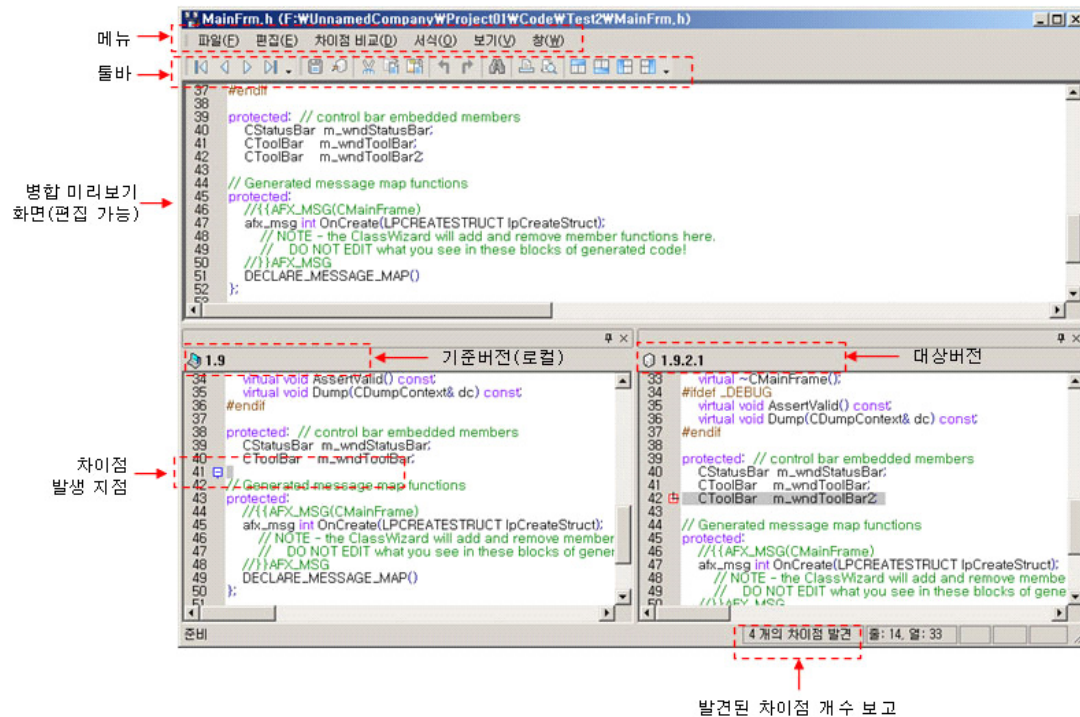 MainFrm.h (F:₩UnnamedCompany₩Project01₩Code₩Test2₩MainFrm.h)
메뉴
파일(F) 편집(E) 차이점 비교(D) 서식(O) 보기(V) 창(W)
툴바
37 #endif
38
39 protected: // control bar embedded members
40 CStatusBar m_wndStatusBar;
41 CToolBar m_wndToolBar;
42 CToolBar m_wndToolBar2;
43
44 // Generated message map functions
45 protected:
46 //{{AFX_MSG(CMainFrame)
47 afx_msg int OnCreate(LPCREATESTRUCT lpCreateStruct);
48 // NOTE - the ClassWizard will add and remove member functions here.
49 // DO NOT EDIT what you see in these blocks of generated code!
50 //}}AFX_MSG
51 DECLARE_MESSAGE_MAP()
52 };
53
병합 미리보기
화면(편집 가능)
1.9
기준버전(로컬)
34 virtual void AssertValid() const;
35 virtual void Dump(CDumpContext& dc) const;
36 #endif
37
38 protected: // control bar embedded members
39 CStatusBar m_wndStatusBar;
40 CToolBar m_wndToolBar;
41
42 // Generated message map functions
43 protected:
44 //{{AFX_MSG(CMainFrame)
45 afx_msg int OnCreate(LPCREATESTRUCT lpCreateStruct);
46 // NOTE - the ClassWizard will add and remove member
47 // DO NOT EDIT what you see in these blocks of gener
48 //}}AFX_MSG
49 DECLARE_MESSAGE_MAP()
50 };
51
차이점
발생 지점
1.9.2.1
대상버전
33 virtual ~CMainFrame();
34 #ifdef _DEBUG
35 virtual void AssertValid() const;
36 virtual void Dump(CDumpContext& dc) const;
37 #endif
38
39 protected: // control bar embedded members
40 CStatusBar m_wndStatusBar;
41 CToolBar m_wndToolBar;
42 CToolBar m_wndToolBar2;
43
44 // Generated message map functions
45 protected:
46 //{{AFX_MSG(CMainFrame)
47 afx_msg int OnCreate(LPCREATESTRUCT lpCreateStruct);
48 // NOTE - the ClassWizard will add and remove membe
49 // DO NOT EDIT what you see in these blocks of gene
50 //}}AFX_MSG
준비
4 개의 차이점 발견
줄: 14, 열: 33
발견된 차이점 개수 보고